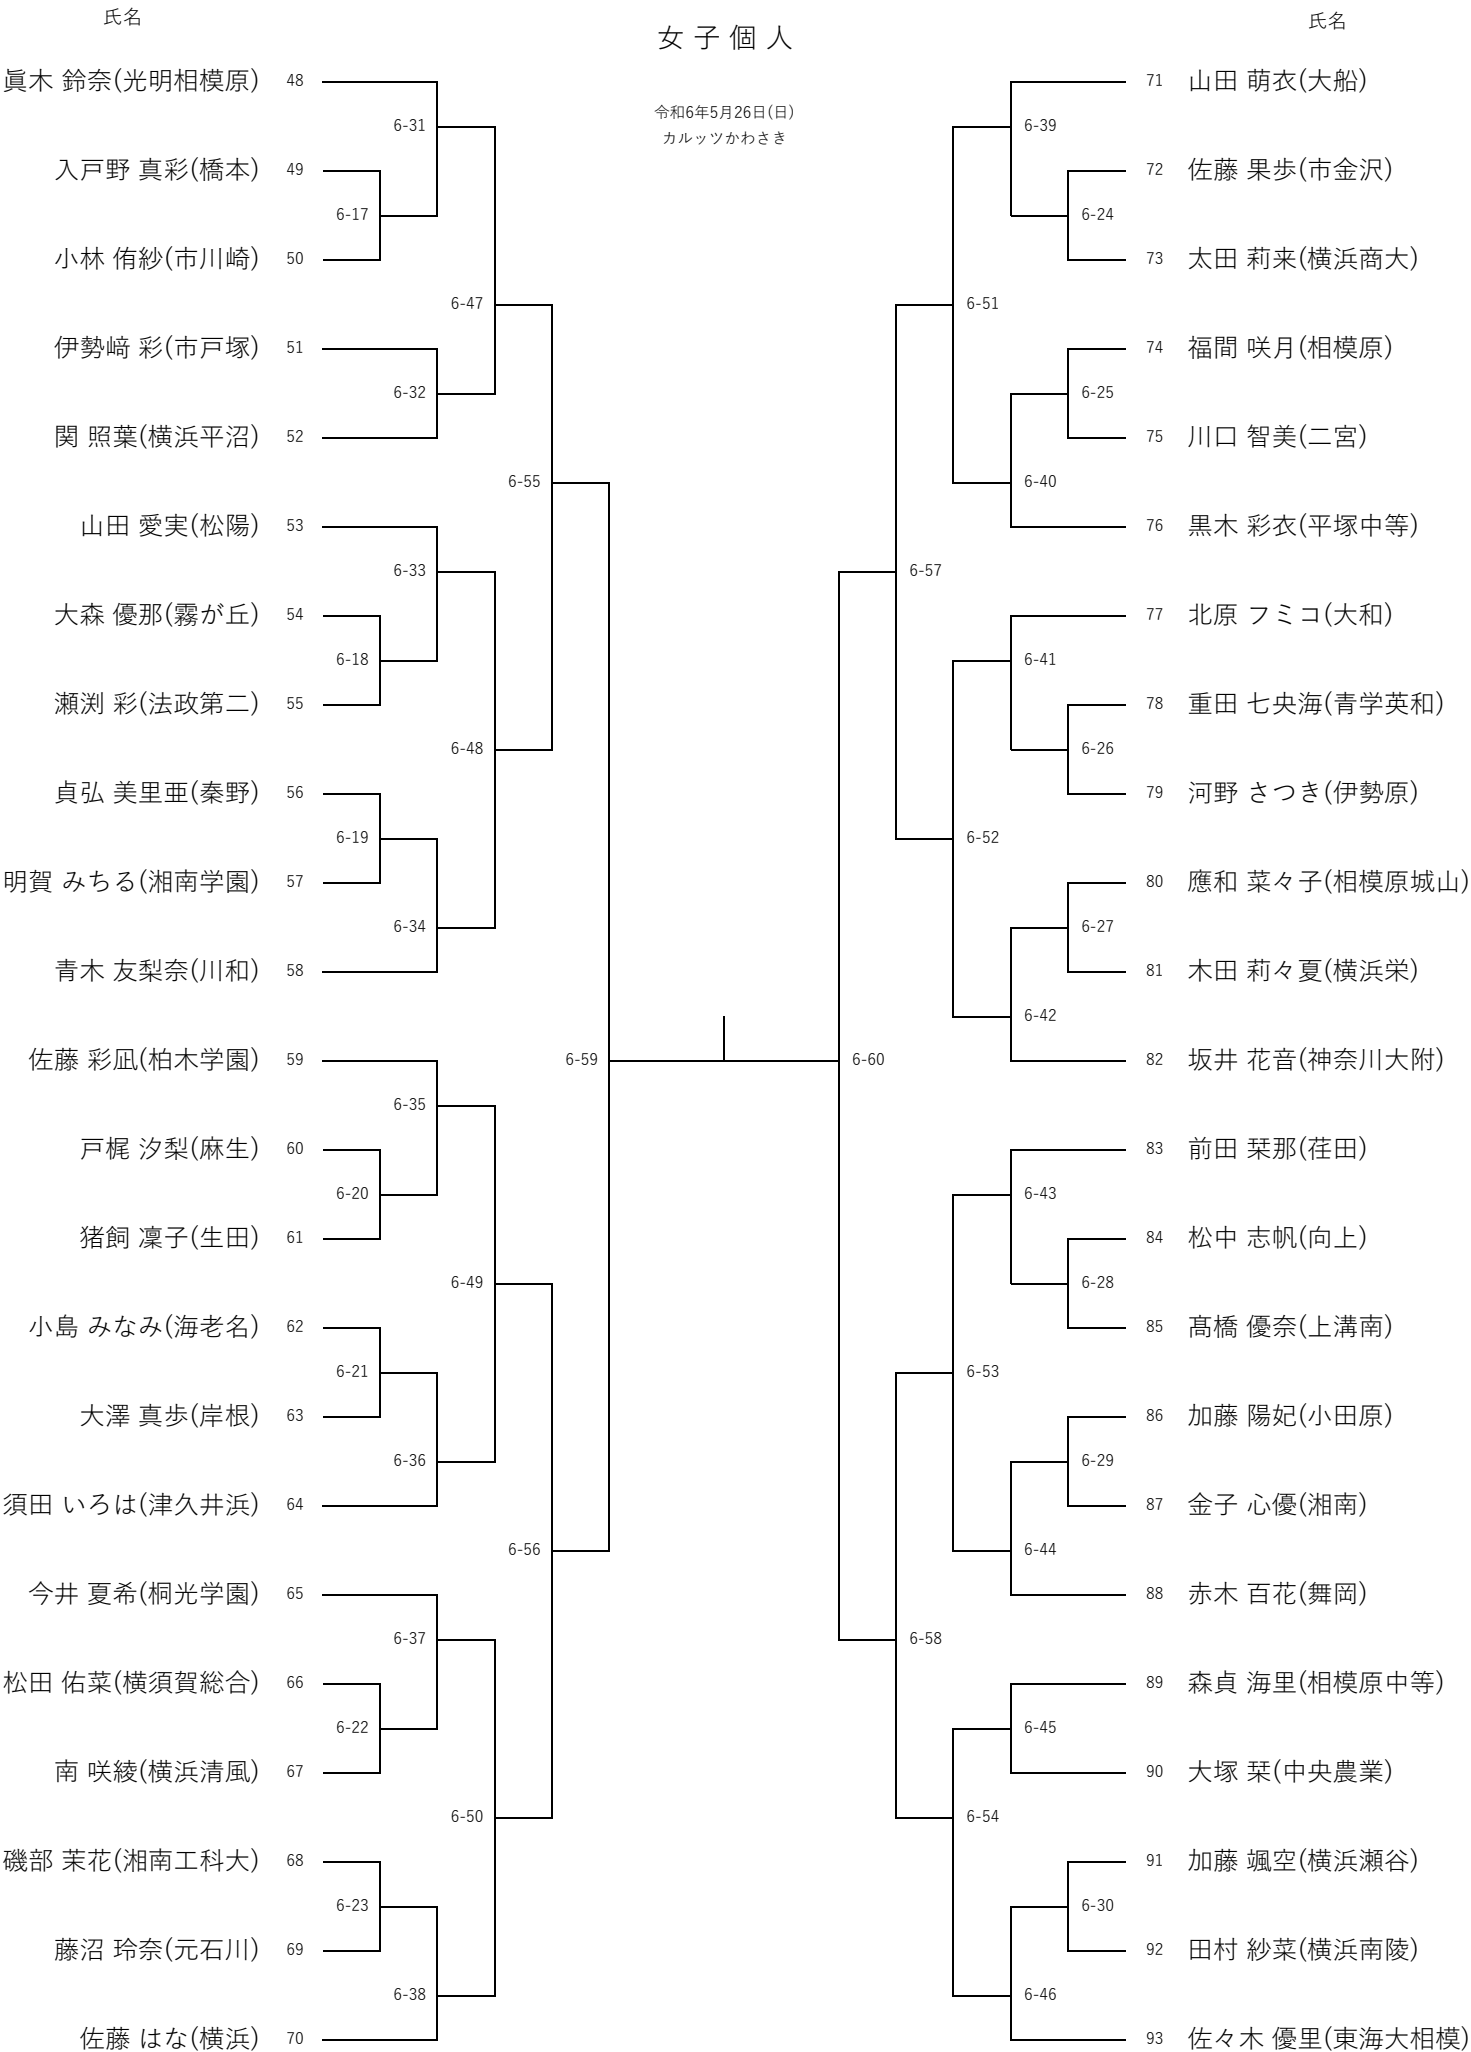 氏名
女子個人
氏名
令和6年5月26日(日)
カルッツかわさき
眞木 鈴奈(光明相模原) 48
6-31
入戸野 真彩(橋本) 49
6-17
小林 侑紗(市川崎) 50
6-47
伊勢﨑 彩(市戸塚) 51
6-32
関 照葉(横浜平沼) 52
6-55
山田 愛実(松陽) 53
6-33
大森 優那(霧が丘) 54
6-18
瀬渕 彩(法政第二) 55
6-48
貞弘 美里亜(秦野) 56
6-19
明賀 みちる(湘南学園) 57
6-34
青木 友梨奈(川和) 58
佐藤 彩凪(柏木学園) 59
6-59
6-35
戸梶 汐梨(麻生) 60
6-20
猪飼 凜子(生田) 61
6-49
小島 みなみ(海老名) 62
6-21
大澤 真歩(岸根) 63
6-36
須田 いろは(津久井浜) 64
6-56
今井 夏希(桐光学園) 65
6-37
松田 佑菜(横須賀総合) 66
6-22
南 咲綾(横浜清風) 67
6-50
磯部 茉花(湘南工科大) 68
6-23
藤沼 玲奈(元石川) 69
6-38
佐藤 はな(横浜) 70
71 山田 萌衣(大船)
6-39
72 佐藤 果歩(市金沢)
6-24
73 太田 莉来(横浜商大)
6-51
74 福間 咲月(相模原)
6-25
75 川口 智美(二宮)
6-40
76 黒木 彩衣(平塚中等)
6-57
77 北原 フミコ(大和)
6-41
78 重田 七央海(青学英和)
6-26
79 河野 さつき(伊勢原)
6-52
80 應和 菜々子(相模原城山)
6-27
81 木田 莉々夏(横浜栄)
6-42
6-60
82 坂井 花音(神奈川大附)
83 前田 栞那(荏田)
6-43
84 松中 志帆(向上)
6-28
85 髙橋 優奈(上溝南)
6-53
86 加藤 陽妃(小田原)
6-29
87 金子 心優(湘南)
6-44
88 赤木 百花(舞岡)
6-58
89 森貞 海里(相模原中等)
6-45
90 大塚 栞(中央農業)
6-54
91 加藤 颯空(横浜瀬谷)
6-30
92 田村 紗菜(横浜南陵)
6-46
93 佐々木 優里(東海大相模)